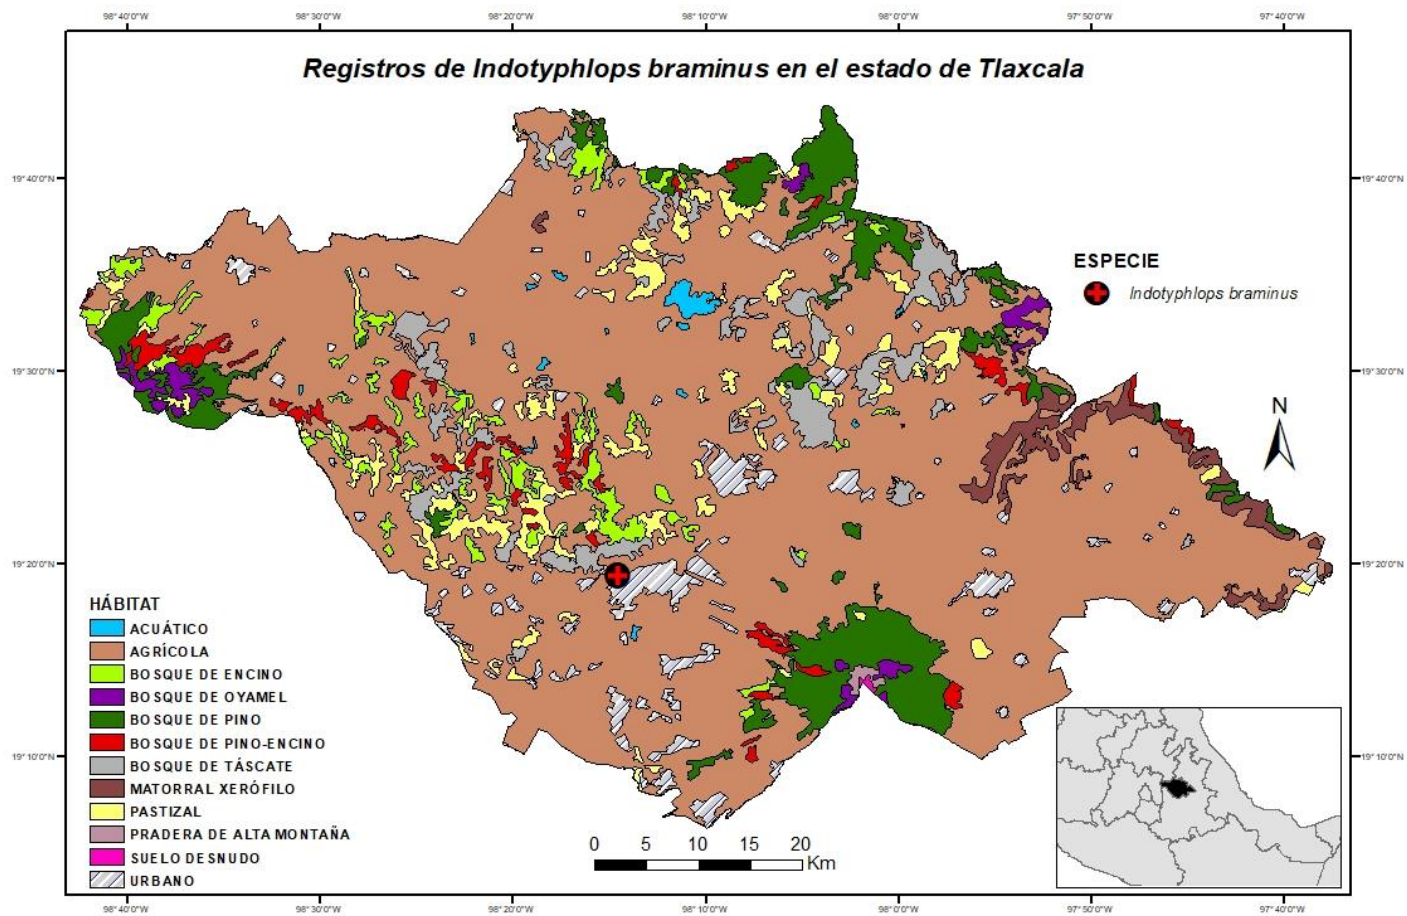 98°40'0"W 98°30'0"W 98°20'0"W 98°10'0"W 98°0'0"W 97°50'0"W 97°40'0"W
Registros de Indotyphlops braminus en el estado de Tlaxcala
19°40'0"N 19°40'0"N
ESPECIE
Indotyphlops braminus
19°30'0"N 19°30'0"N
N
19°20'0"N 19°20'0"N
HÁBITAT
ACUÁTICO
AGRÍCOLA
BOSQUE DE ENCINO
BOSQUE DE OYAMEL
BOSQUE DE PINO
BOSQUE DE PINO-ENCINO
BOSQUE DE TÁSCATE
MATORRAL XERÓFILO
PASTIZAL
PRADERA DE ALTA MONTAÑA
SUELO DESNUDO
URBANO
19°10'0"N 19°10'0"N
0 5 10 15 20
Km
98°40'0"W 98°30'0"W 98°20'0"W 98°10'0"W 98°0'0"W 97°50'0"W 97°40'0"W